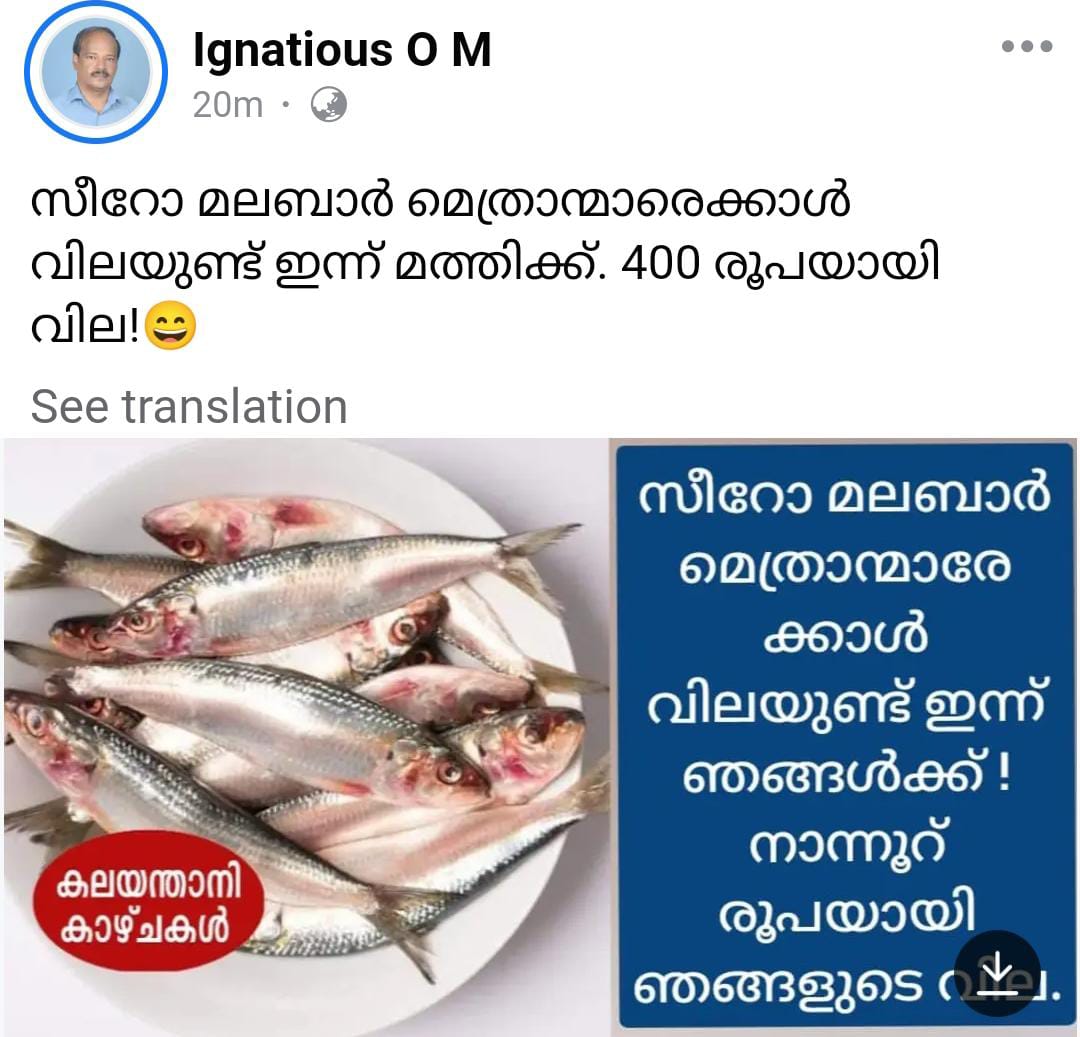 Ignatious O M
20m ·
സീറോ മലബാർ മെത്രാന്മാരെക്കാൾ
വിലയുണ്ട് ഇന്ന് മത്തിക്ക്. 400 രൂപയായി
വില!😄
See translation
സീറോ മലബാർ
മെത്രാന്മാരേ
ക്കാൾ
വിലയുണ്ട് ഇന്ന്
ഞങ്ങൾക്ക് !
നാന്നൂറ്
രൂപയായി
ഞങ്ങളുടെ വില.
കലയന്താനി
കാഴ്ചകൾ